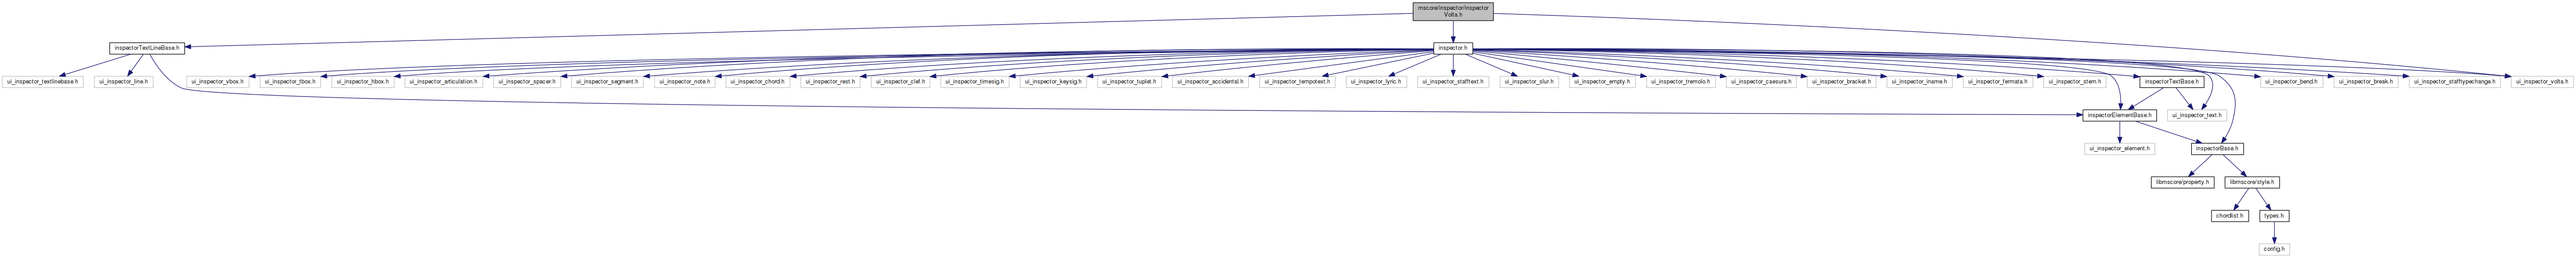 mscore/inspector/inspector
Volta.h
inspectorTextLineBase.h
inspector.h
ui_inspector_textlinebase.h
ui_inspector_line.h
ui_inspector_vbox.h
ui_inspector_tbox.h
ui_inspector_hbox.h
ui_inspector_articulation.h
ui_inspector_spacer.h
ui_inspector_segment.h
ui_inspector_note.h
ui_inspector_chord.h
ui_inspector_rest.h
ui_inspector_clef.h
ui_inspector_timesig.h
ui_inspector_keysig.h
ui_inspector_tuplet.h
ui_inspector_accidental.h
ui_inspector_tempotext.h
ui_inspector_lyric.h
ui_inspector_stafftext.h
ui_inspector_slur.h
ui_inspector_empty.h
ui_inspector_tremolo.h
ui_inspector_caesura.h
ui_inspector_bracket.h
ui_inspector_iname.h
ui_inspector_fermata.h
ui_inspector_stem.h
inspectorTextBase.h
ui_inspector_bend.h
ui_inspector_break.h
ui_inspector_stafftypechange.h
ui_inspector_volta.h
inspectorElementBase.h
ui_inspector_text.h
ui_inspector_element.h
inspectorBase.h
libmscore/property.h
libmscore/style.h
chordlist.h
types.h
config.h